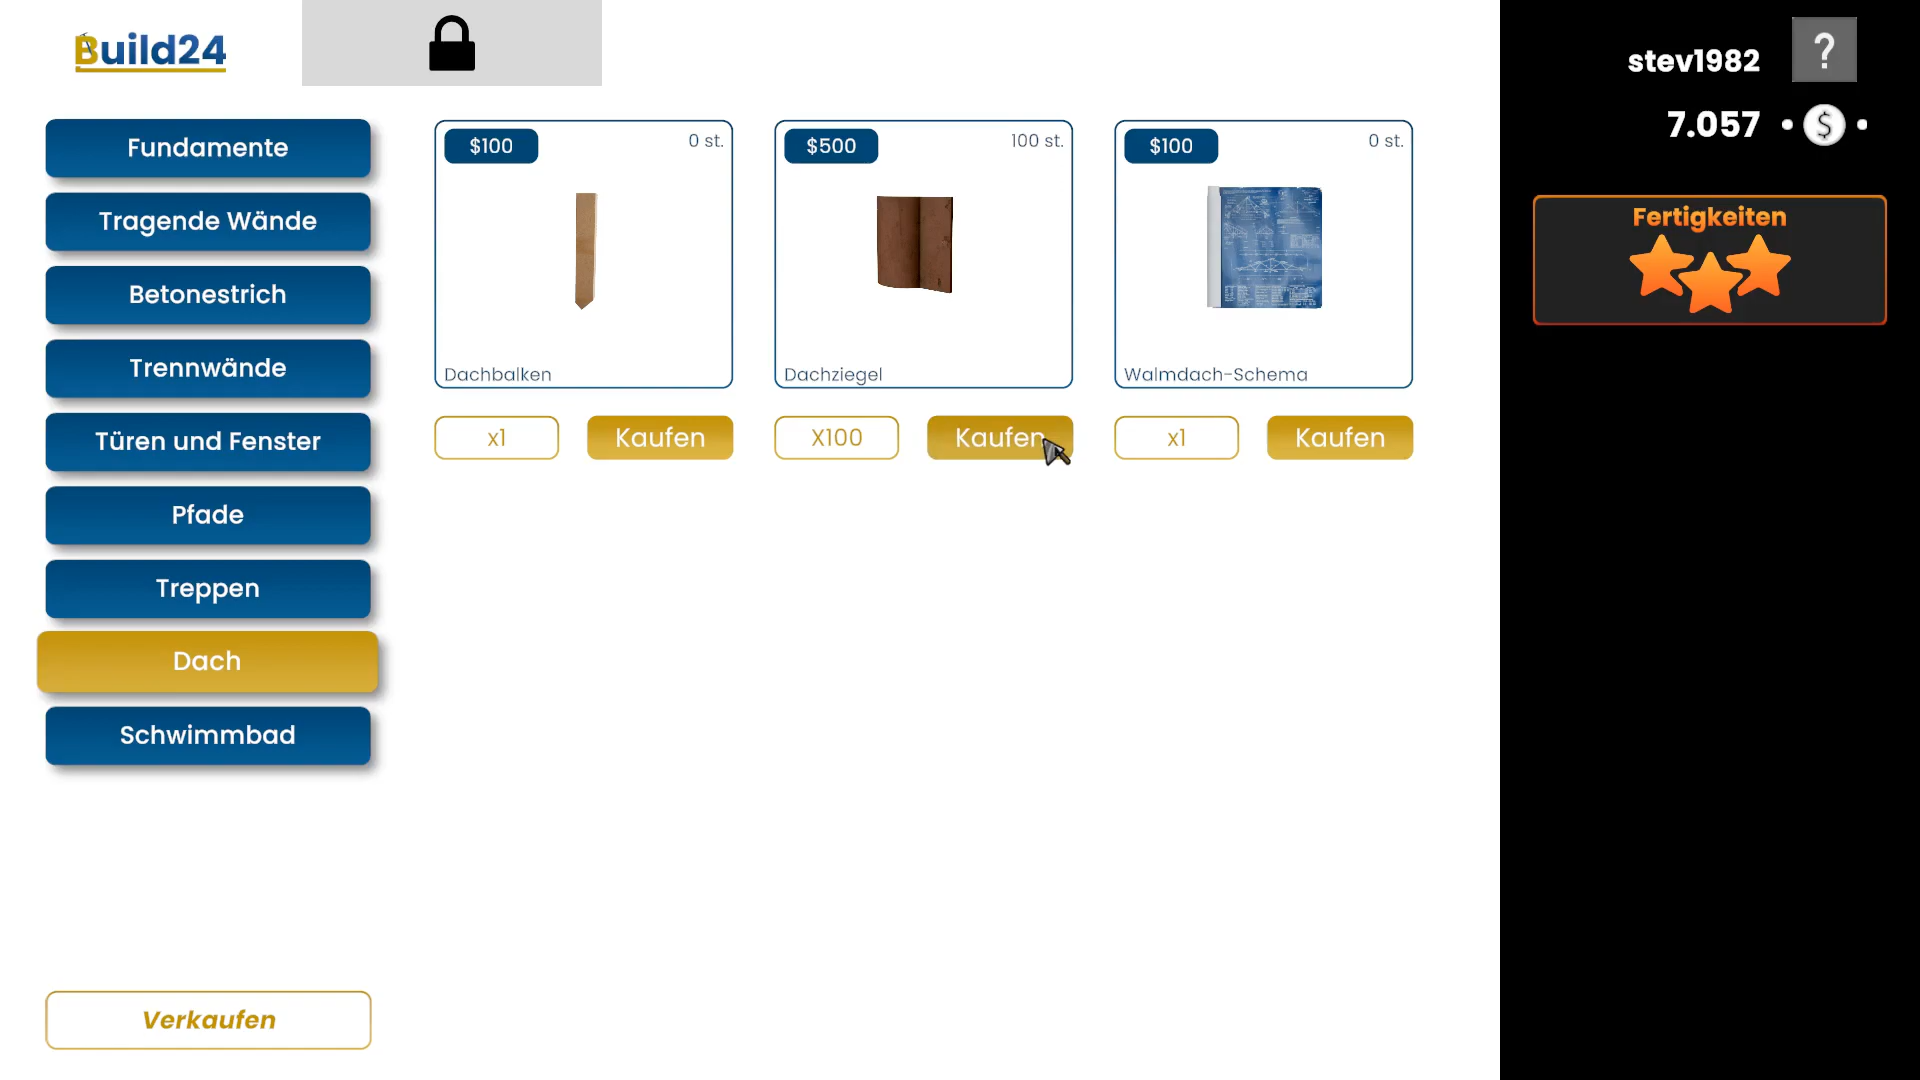 Build24
stev1982
?
7.057
$
Fundamente
Tragende Wände
Betonestrich
Trennwände
Türen und Fenster
Pfade
Treppen
Dach
Schwimmbad
Verkaufen
$100
0 st.
Dachbalken
x1
Kaufen
$500
100 st.
Dachziegel
X100
Kaufen
$100
0 st.
Walmdach-Schema
x1
Kaufen
Fertigkeiten